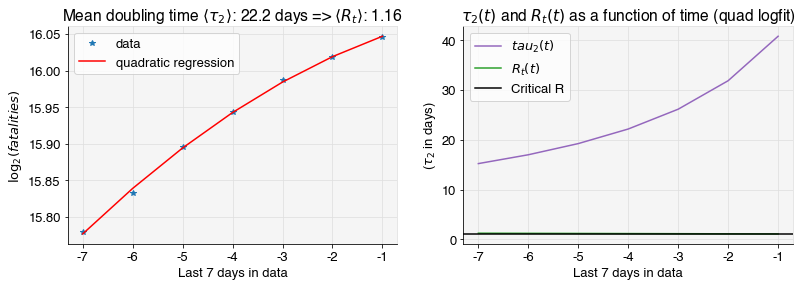 Mean doubling time ⟨τ₂⟩: 22.2 days => ⟨Rₜ⟩: 1.16
16.05
16.00
15.95
15.90
15.85
15.80
log₂(fatalities)
data
quadratic regression
-7 -6 -5 -4 -3 -2 -1
Last 7 days in data
τ₂(t) and Rₜ(t) as a function of time (quad logfit)
40
30
20
10
0
(τ₂ in days)
tau₂(t)
Rₜ(t)
Critical R
-7 -6 -5 -4 -3 -2 -1
Last 7 days in data